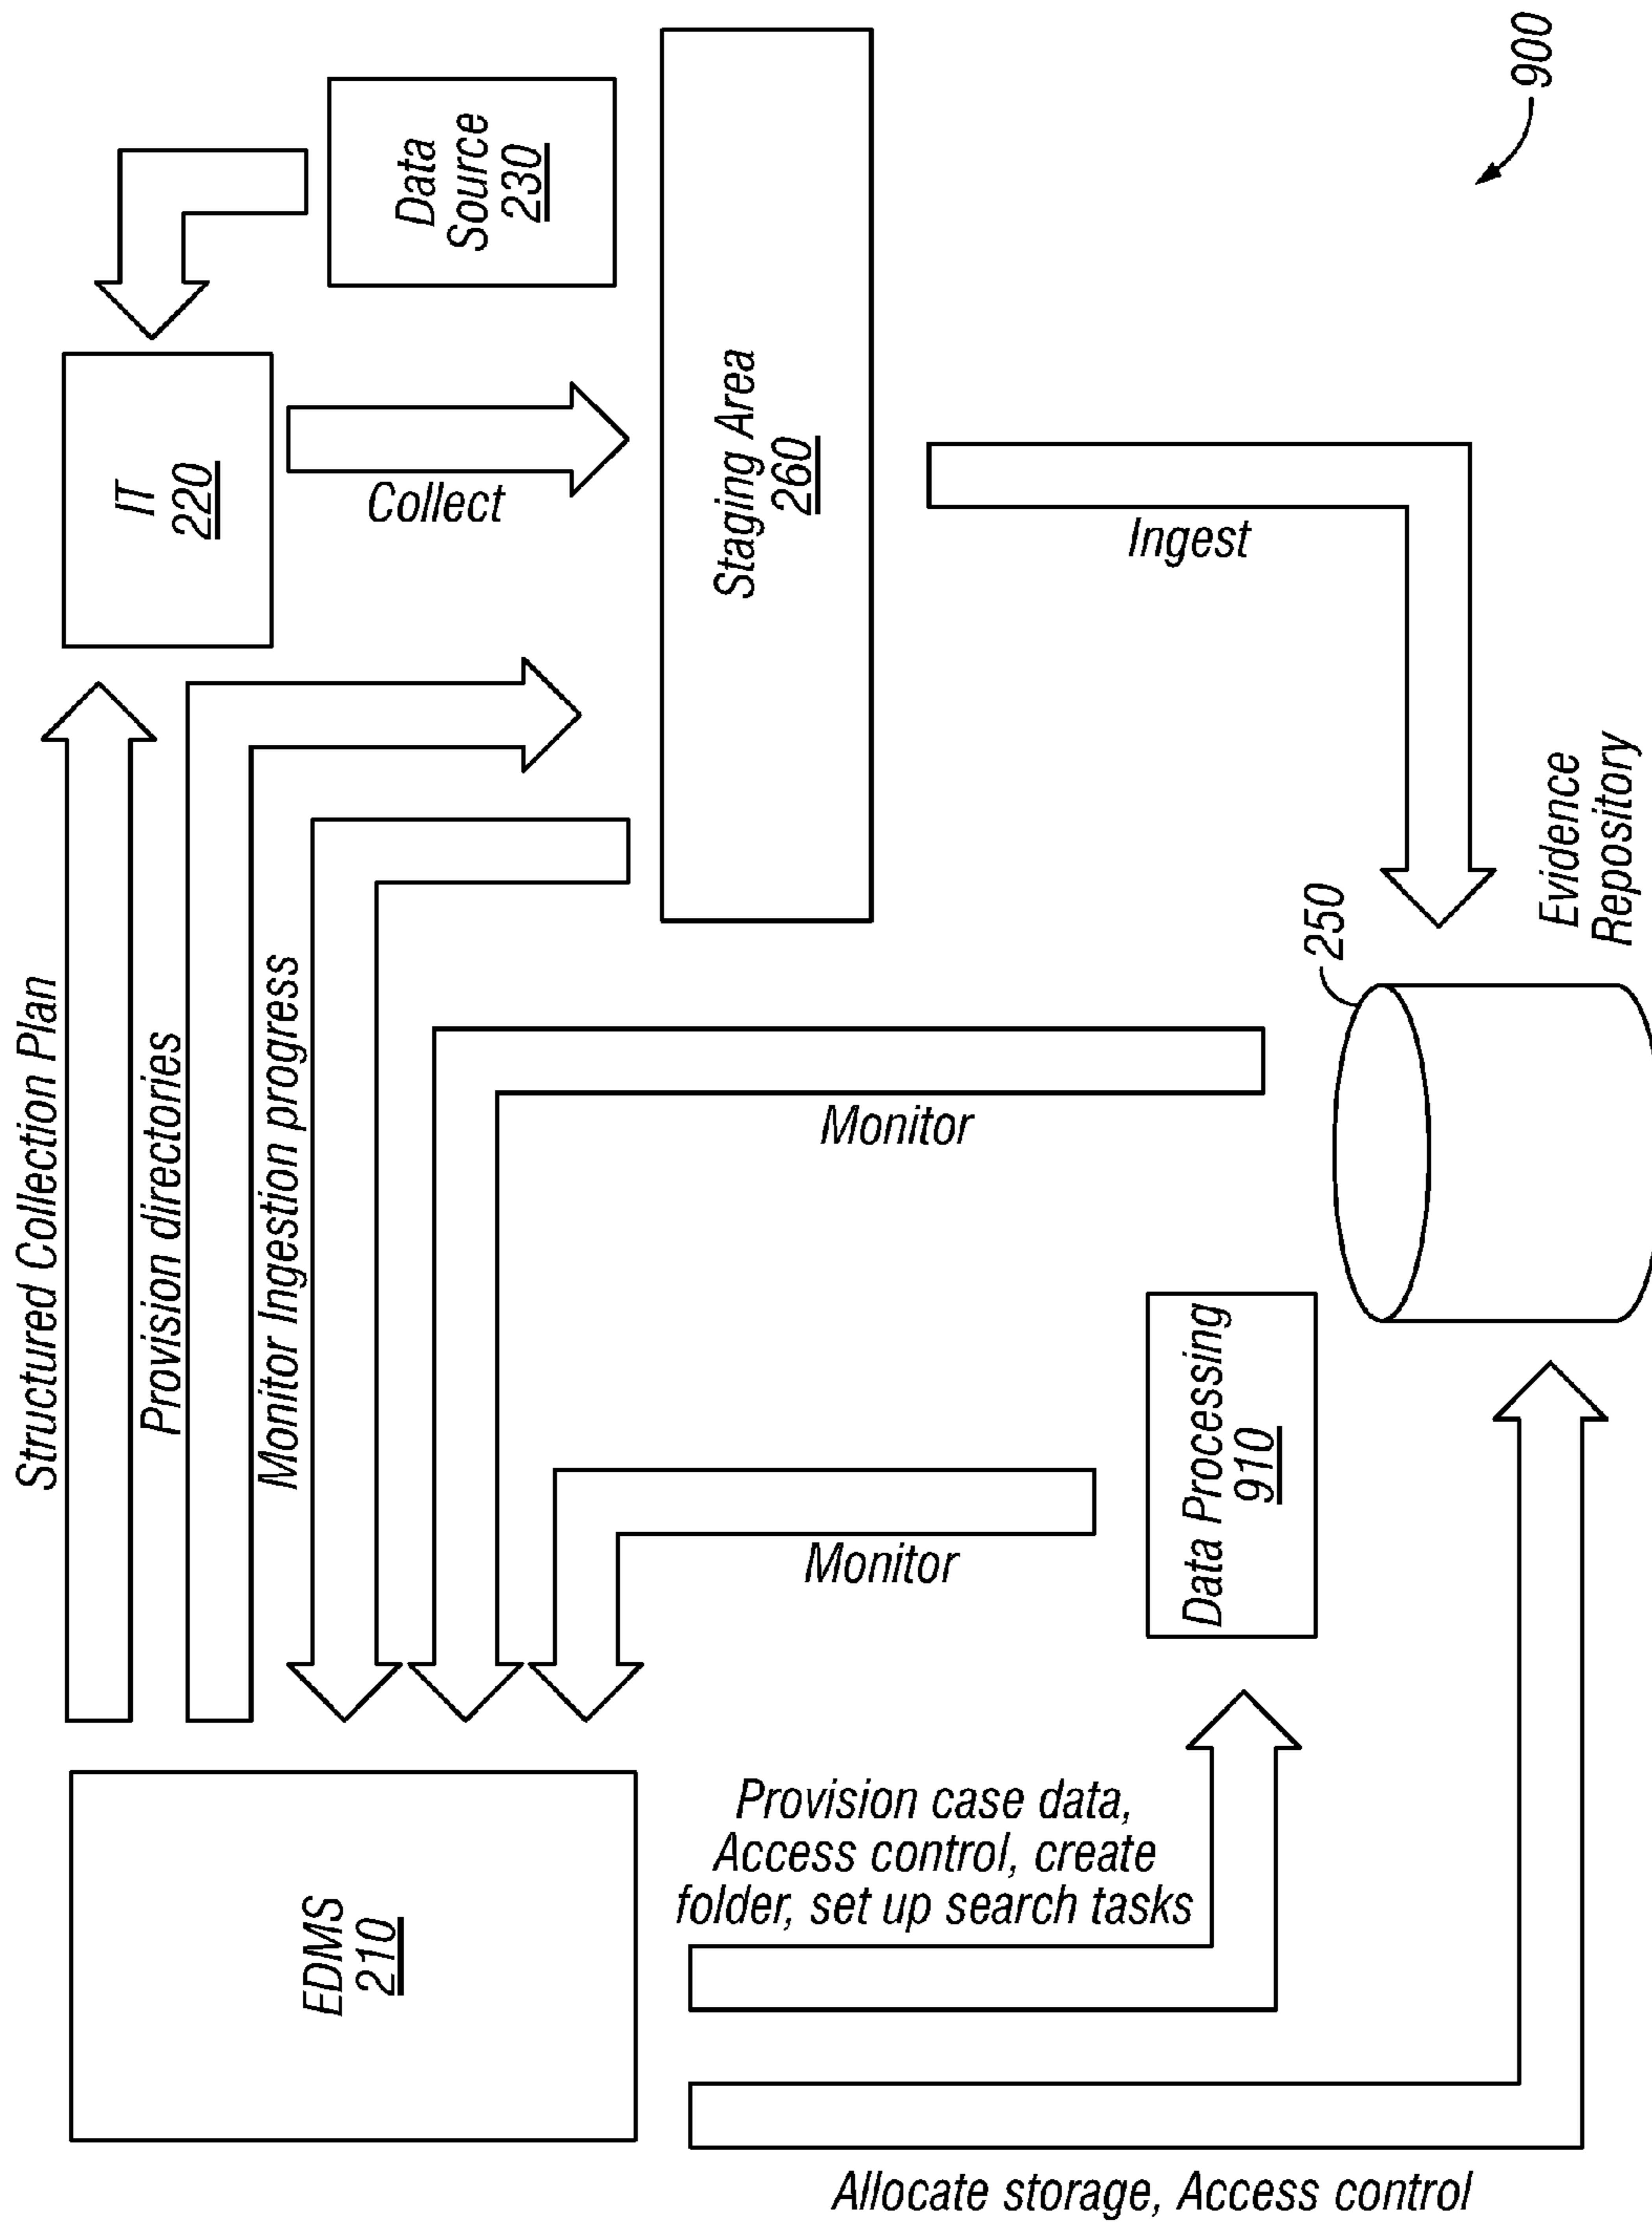 Structured Collection Plan
Provision directories
Monitor Ingestion progress
EDMS
210
IT
220
Collect
Data
Source
230
Staging Area
260
Ingest
Monitor
Monitor
Provision case data,
Access control, create
folder, set up search tasks
Data Processing
910
250
Evidence
Repository
Allocate storage, Access control
900